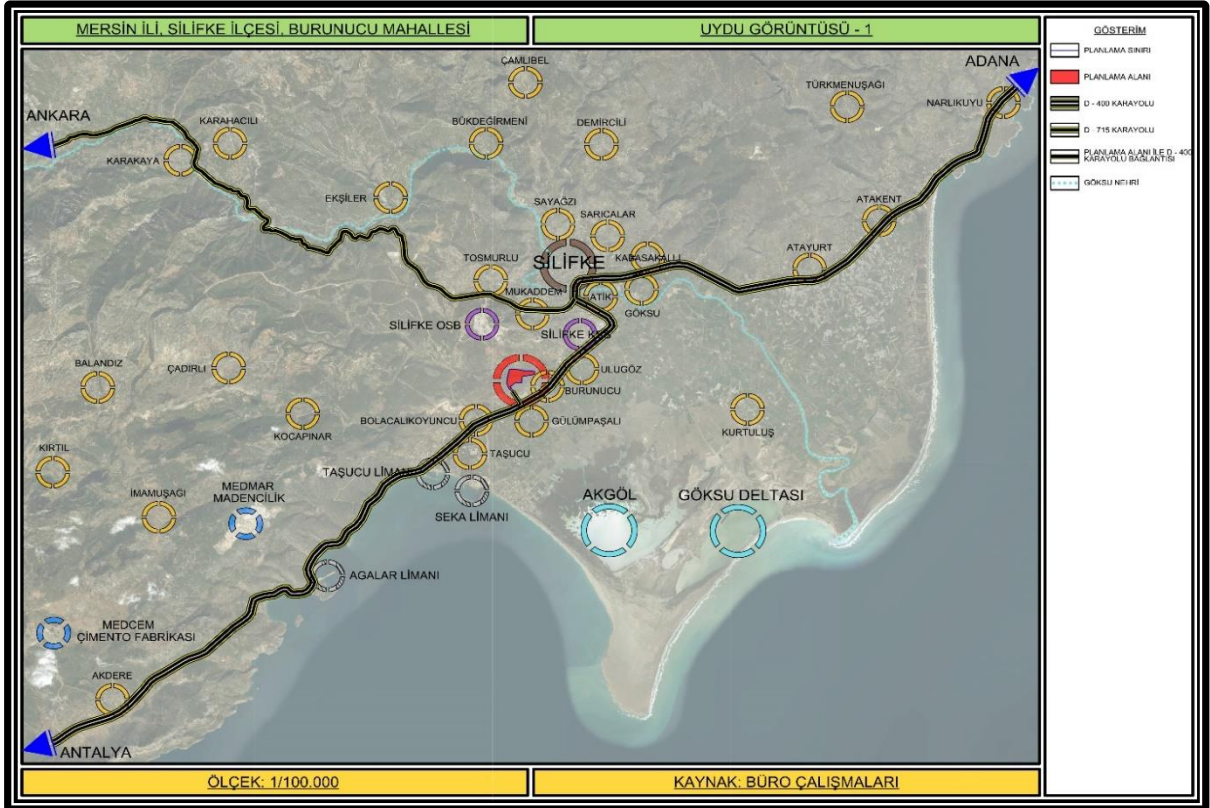 MERSİN İLİ, SİLİFKE İLÇESİ, BURUNUCU MAHALLESİ
UYDU GÖRÜNTÜSÜ - 1
GÖSTERİM
PLANLAMA SINIRI
PLANLAMA ALANI
D - 400 KARAYOLU
D - 715 KARAYOLU
PLANLAMA ALANI İLE D - 400
KARAYOLU BAĞLANTISI
GÖKSU NEHRİ
ÇAMLIBEL
ADANA
TÜRKMENUŞAĞI
NARLIKUYU
ANKARA
KARAHACILI
BÜKDEĞİRMENİ
DEMİRCİLİ
KARAKAYA
EKŞİLER
SAYAĞZI
SARICALAR
ATAKENT
ATAYURT
TOSMURLU
SİLİFKE
KABASAKALLI
MUKADDEM
ATİK
GÖKSU
SİLİFKE OSB
SİLİFKE KSS
BALANDIZ
ÇADIRLI
ULUGÖZ
BURUNUCU
KOCAPINAR
BOLACALIKOYUNCU
GÜLÜMPAŞALI
KURTULUŞ
KIRTIL
TAŞUCU
TAŞUCU LİMANI
İMAMUŞAĞI
MEDMAR
MADENCİLİK
SEKA LİMANI
AKGÖL
GÖKSU DELTASI
AGALAR LİMANI
MEDCEM
ÇİMENTO FABRİKASI
AKDERE
ANTALYA
ÖLÇEK: 1/100.000
KAYNAK: BÜRO ÇALIŞMALARI